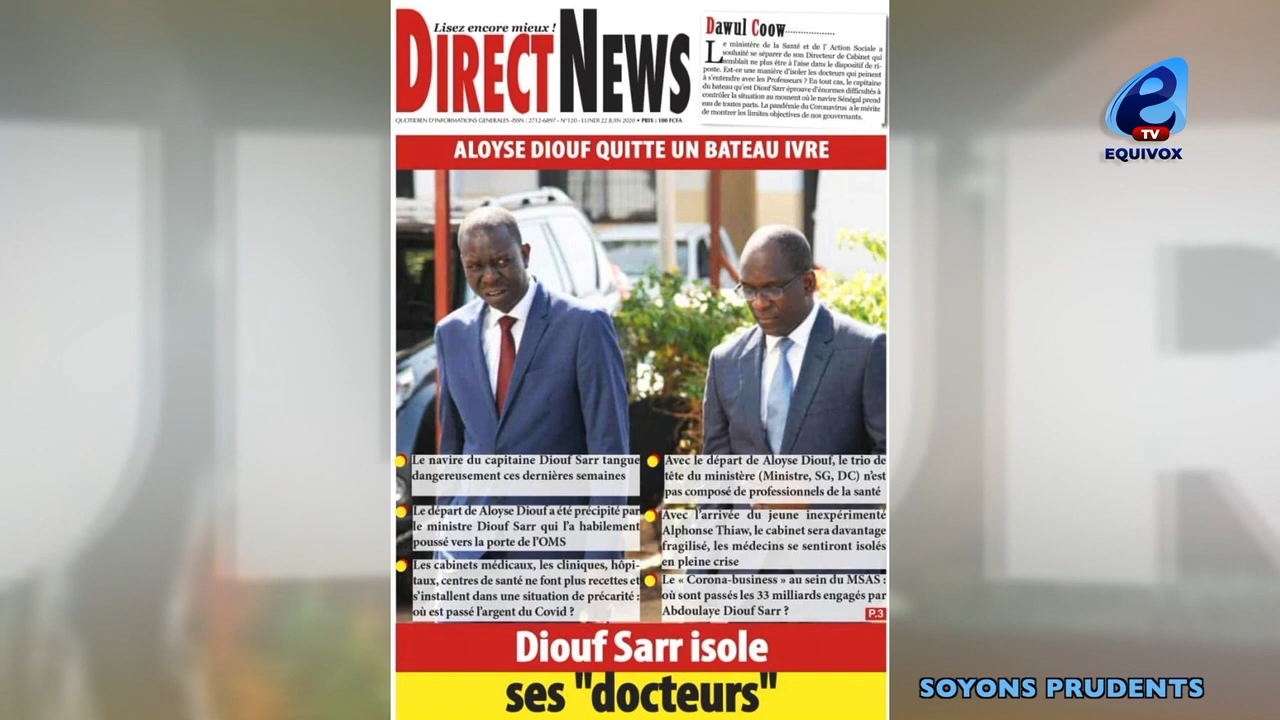 Lisez encore mieux !
DIRECTNEWS
QUOTIDIEN D'INFORMATIONS GENERALES -ISSN : 2712-6897 - N°120 - LUNDI 22 JUIN 2020 • PRIX : 100 FCFA
Dawul Coow
Le ministère de la Santé et de l' Action Sociale a
souhaité se séparer de son Directeur de Cabinet qui
semblait ne plus être à l'aise dans le dispositif de ri-
poste. Est-ce une manière d'isoler les docteurs qui peinent
à s'entendre avec les Professeurs ? En tout cas, le capitaine
du bateau qu'est Diouf Sarr éprouve d'énormes difficultés à
contrôler la situation au moment où le navire Sénégal prend
eau de toutes parts. La pandémie du Coronavirus a le mérite
de montrer les limites objectives de nos gouvernants.
e
TV
EQUIVOX
ALOYSE DIOUF QUITTE UN BATEAU IVRE
Le navire du capitaine Diouf Sarr tangue
dangereusement ces dernières semaines
Le départ de Aloyse Diouf a été précipité par
le ministre Diouf Sarr qui l'a habilement
poussé vers la porte de l'OMS
Les cabinets médicaux, les cliniques, hôpi-
taux, centres de santé ne font plus recettes et
s'installent dans une situation de précarité :
où est passé l'argent du Covid ?
Avec le départ de Aloyse Diouf, le trio de
tête du ministère (Ministre, SG, DC) n'est
pas composé de professionnels de la santé
Avec l'arrivée du jeune inexpérimenté
Alphonse Thiaw, le cabinet sera davantage
fragilisé, les médecins se sentiront isolés
en pleine crise
Le « Corona-business » au sein du MSAS :
où sont passés les 33 milliards engagés par
Abdoulaye Diouf Sarr ?
P.3
Diouf Sarr isole
ses "docteurs"
SOYONS PRUDENTS